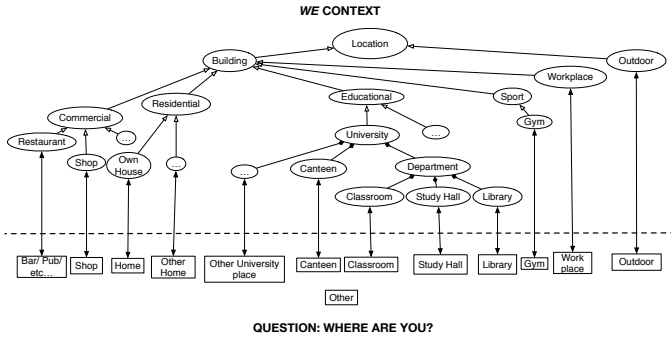 WE CONTEXT
Location
Building
Outdoor
Workplace
Residential
Educational
Sport
Commercial
Gym
Restaurant
...
University
...
Shop
Own
House
...
...
Canteen
Department
Classroom
Study Hall
Library
Bar/ Pub/
etc...
Shop
Home
Other
Home
Other University
place
Canteen
Classroom
Study Hall
Library
Gym
Work
place
Outdoor
Other
QUESTION: WHERE ARE YOU?